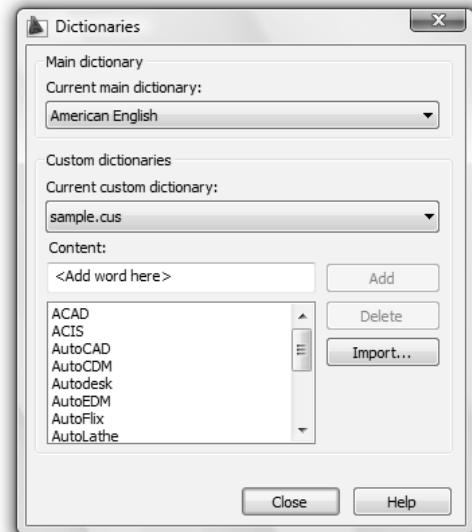 Dictionaries
Main dictionary
Current main dictionary:
American English
Custom dictionaries
Current custom dictionary:
sample.cus
Content:
<Add word here>
Add
ACAD
Delete
ACIS
AutoCAD
Import...
AutoCDM
Autodesk
AutoEDM
AutoFlix
AutoLathe
Close
Help